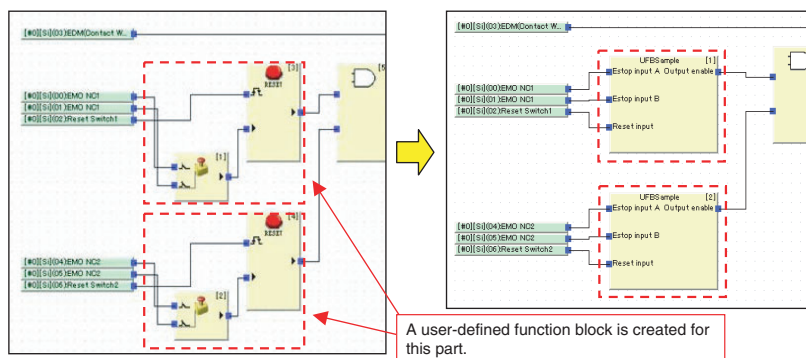 [#0][Si](03):EDM(Contact W...
[3]
RESET
[5
[#0][Si](00):EMO NC1
[#0][Si](01):EMO NC1
[#0][Si](02):Reset Switch1
[1]
[4]
RESET
[#0][Si](04):EMO NC2
[#0][Si](05):EMO NC2
[#0][Si](06):Reset Switch2
[2]
[#0][Si](03):EDM(Contact W...
UFBSample [1]
Estop input A Output enable
[#0][Si](00):EMO NC1
[#0][Si](01):EMO NC1
Estop input B
[#0][Si](02):Reset Switch1
Reset input
UFBSample [2]
Estop input A Output enable
[#0][Si](04):EMO NC2
[#0][Si](05):EMO NC2
Estop input B
[#0][Si](06):Reset Switch2
Reset input
A user-defined function block is created for
this part.